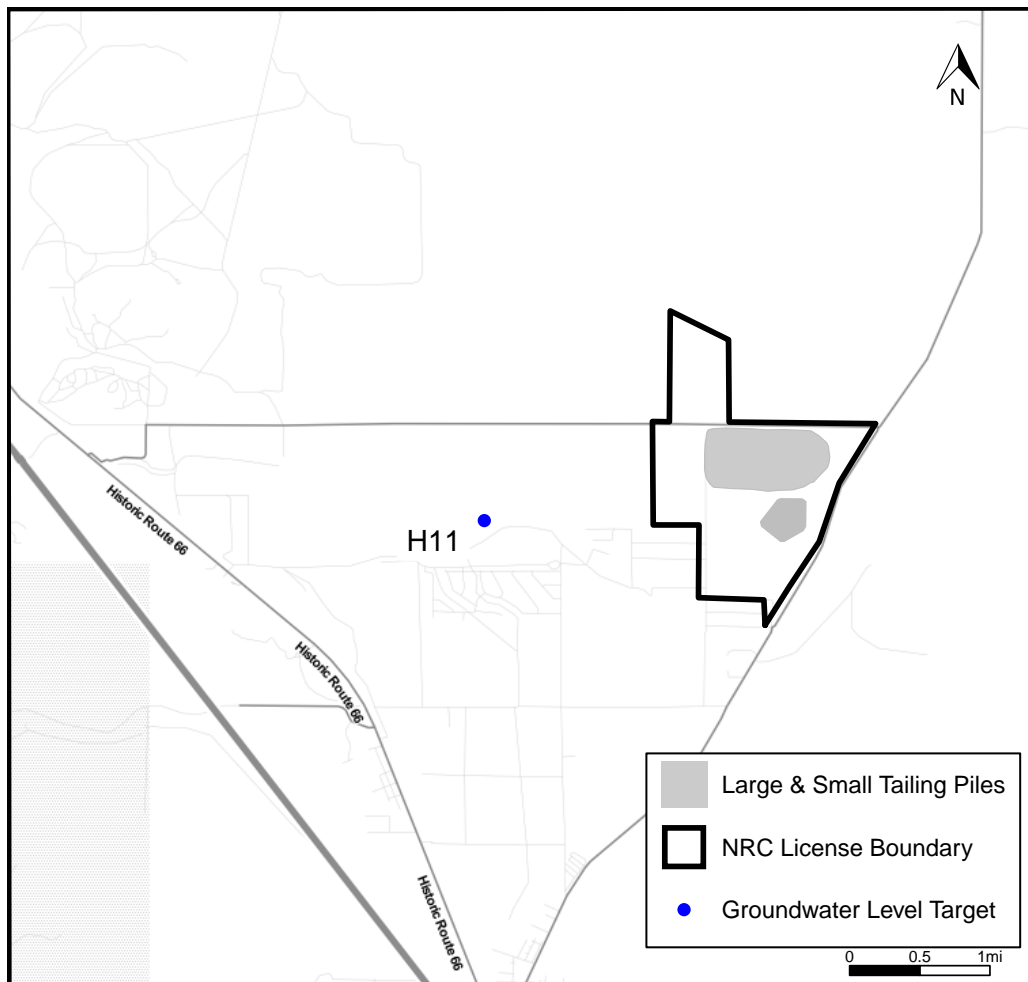 N
Historic Route 66
H11
Historic Route 66
Large & Small Tailing Piles
NRC License Boundary
Historic Route 66
Groundwater Level Target
0 0.5 1mi